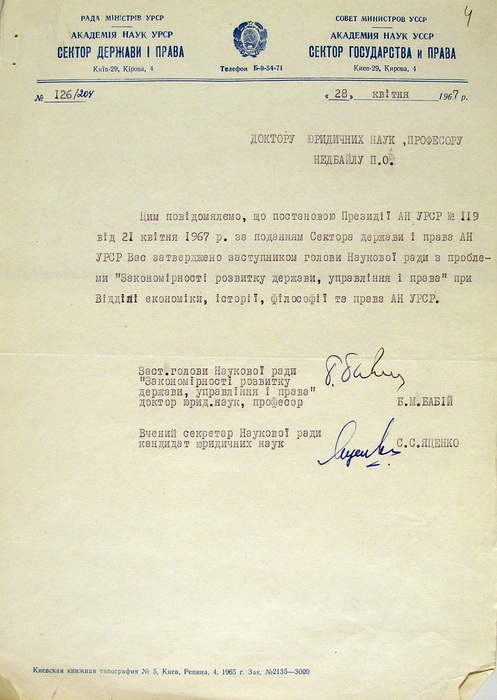 4
РАДА МІНІСТРІВ УРСР
АКАДЕМІЯ НАУК УРСР
СЕКТОР ДЕРЖАВИ І ПРАВА
Київ-29, Кірова, 4
Телефон Б-9-54-71
СОВЕТ МИНИСТРОВ УССР
АКАДЕМИЯ НАУК УССР
СЕКТОР ГОСУДАРСТВА и ПРАВА
Киев-29, Кирова, 4
№ 126/204
«28» квітня 1967 р.
ДОКТОРУ ЮРИДИЧНИХ НАУК ,ПРОФЕСОРУ
НЕДБАЙЛУ П.О.
Цим повідомляємо, що постановою Президії АН УРСР № 119
від 21 квітня 1967 р. за поданням Сектора держави і права АН
УРСР Вас затверджено заступником голови Наукової ради з пробле-
ми "Закономірності розвитку держави, управління і права" при
Відділі економіки, історії, філософії та права АН УРСР.
Заст.голови Наукової ради
"Закономірності розвитку
держави, управління і права"
доктор юрид.наук, професор
Б.М.БАБІЙ
Вчений секретар Наукової ради
кандидат юридичних наук
С.С.ЯЦЕНКО
Киевская книжная типография № 5, Киев, Репина, 4. 1965 г. Зак. №2135—3000